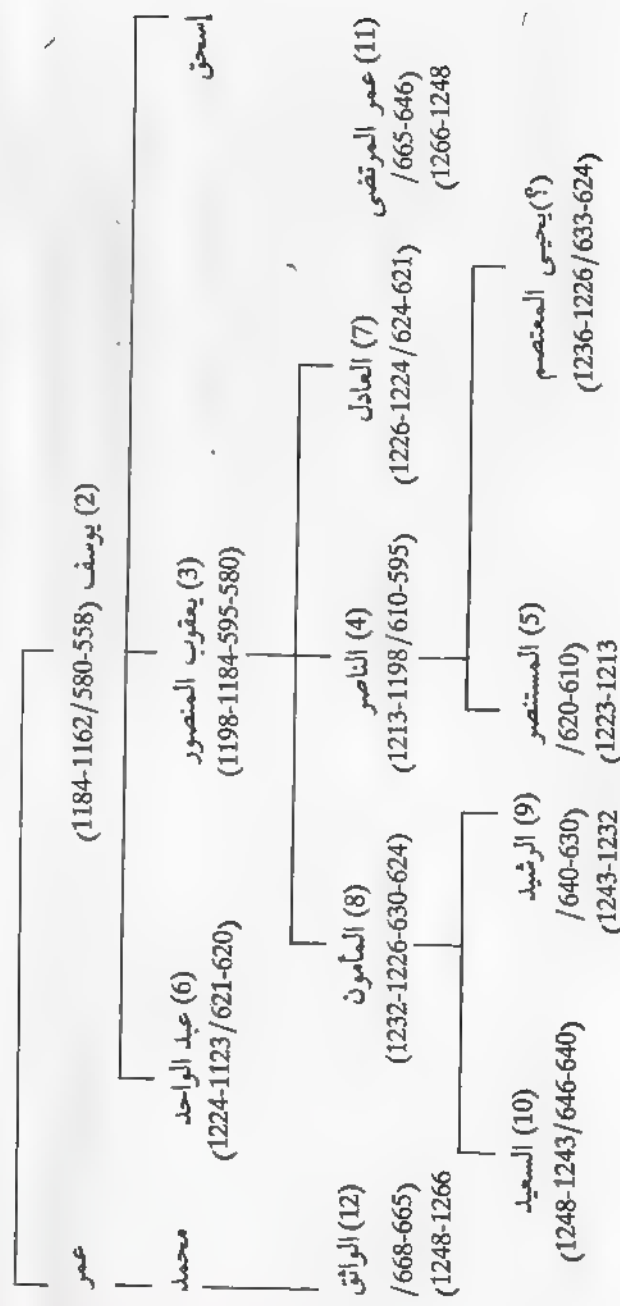 (2) يوسف (1184-1162/580-558)
عمر
إسحق
(3) يعقوب المنصور
(1198-1184-595-580)
(6) عبد الواحد
(1224-1123/621-620)
محمد
(11) عمر المرتضى
/665-646)
(1266-1248
(7) العادل
(1226-1224/624-621)
(4) الناصر
(1213-1198/610-595)
(8) المأمون
(1232-1226-630-624)
(12) الواثق
/668-665)
(1248-1266
(؟) يحيى المعتصم
(1236-1226/633-624)
(5) المستنصر
/620-610)
(1223-1213
(9) الرشيد
/640-630)
(1243-1232
(10) السعيد
(1248-1243/646-640)